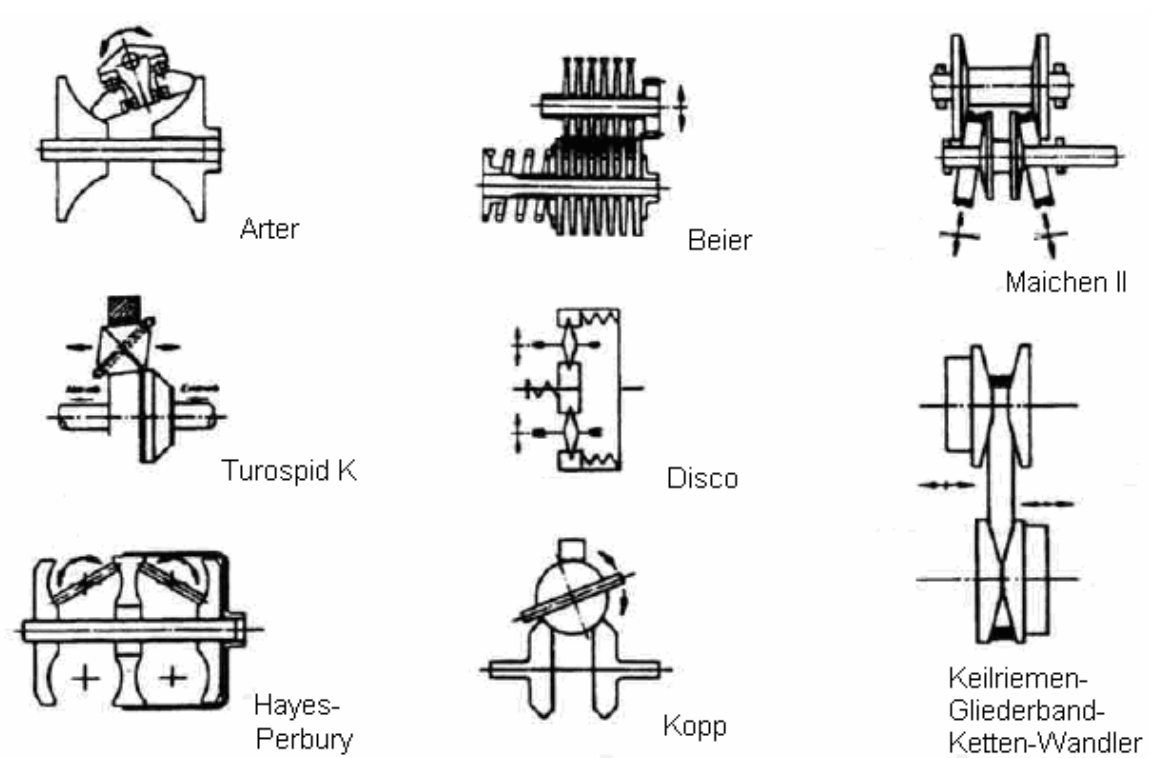 Arter
Beier
Maichen II
Turospid K
Disco
Hayes-
Perbury
Kopp
Keilriemen-
Gliederband-
Ketten-Wandler